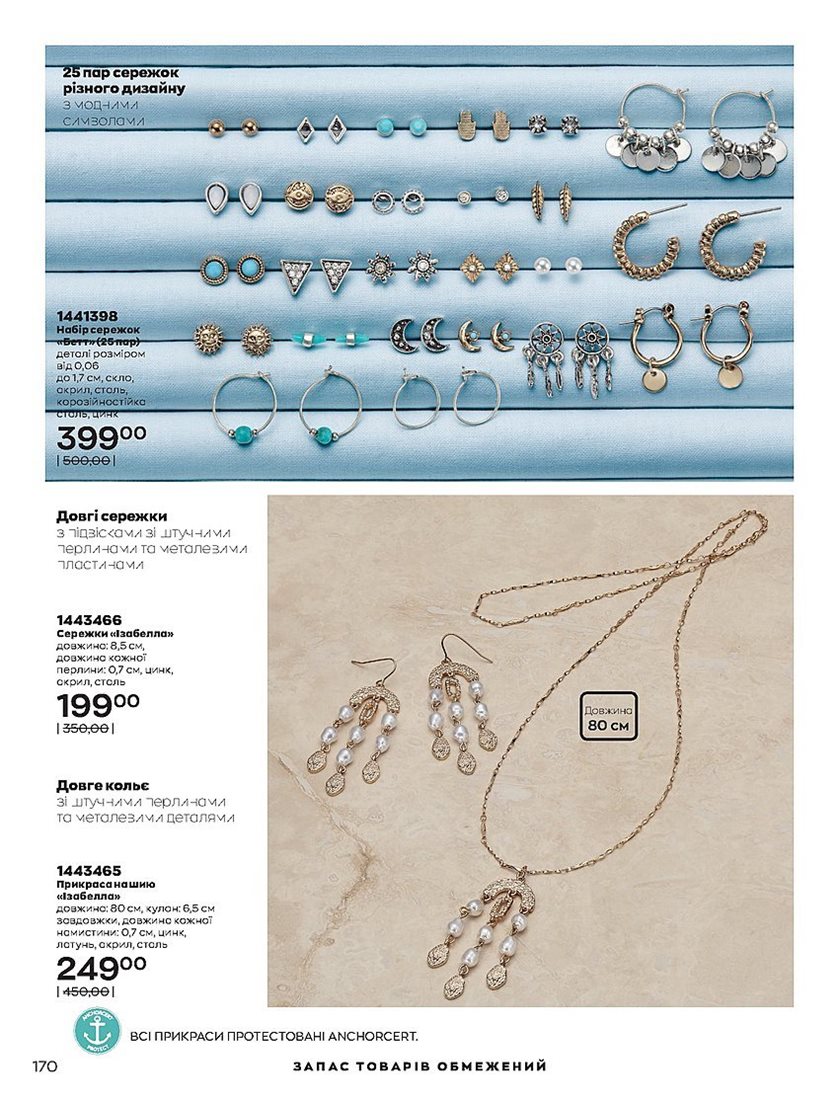 25 пар сережок
різного дизайну
з модними
символами
1441398
Набір сережок
«Бетт» (25 пар)
деталі розміром
від 0,06
до 1,7 см, скло,
акрил, сталь,
корозійностійка
сталь, цинк
399⁰⁰
|500,00|
Довгі сережки
з підвісками зі штучними
перлинами та металевими
пластинами
1443466
Сережки «Ізабелла»
довжина: 8,5 см,
довжина кожної
перлини: 0,7 см, цинк,
акрил, сталь
199⁰⁰
|350,00|
Довжина
80 см
Довге кольє
зі штучними перлинами
та металевими деталями
1443465
Прикраса на шию
«Ізабелла»
довжина: 80 см, кулон: 6,5 см
завдовжки, довжина кожної
намистини: 0,7 см, цинк,
латунь, акрил, сталь
249⁰⁰
|450,00|
ANCHORCERT
PROTECT
ВСІ ПРИКРАСИ ПРОТЕСТОВАНІ ANCHORCERT.
170
ЗАПАС ТОВАРІВ ОБМЕЖЕНИЙ